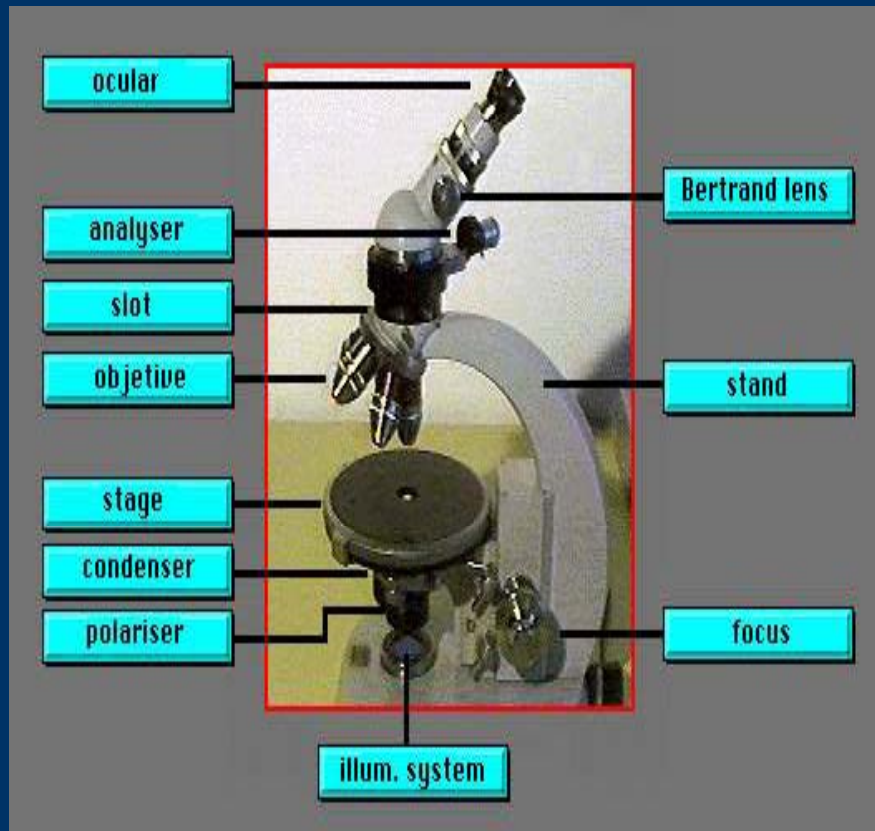 ocular
Bertrand lens
analyser
slot
objetive
stand
stage
condenser
polariser
focus
illum. system